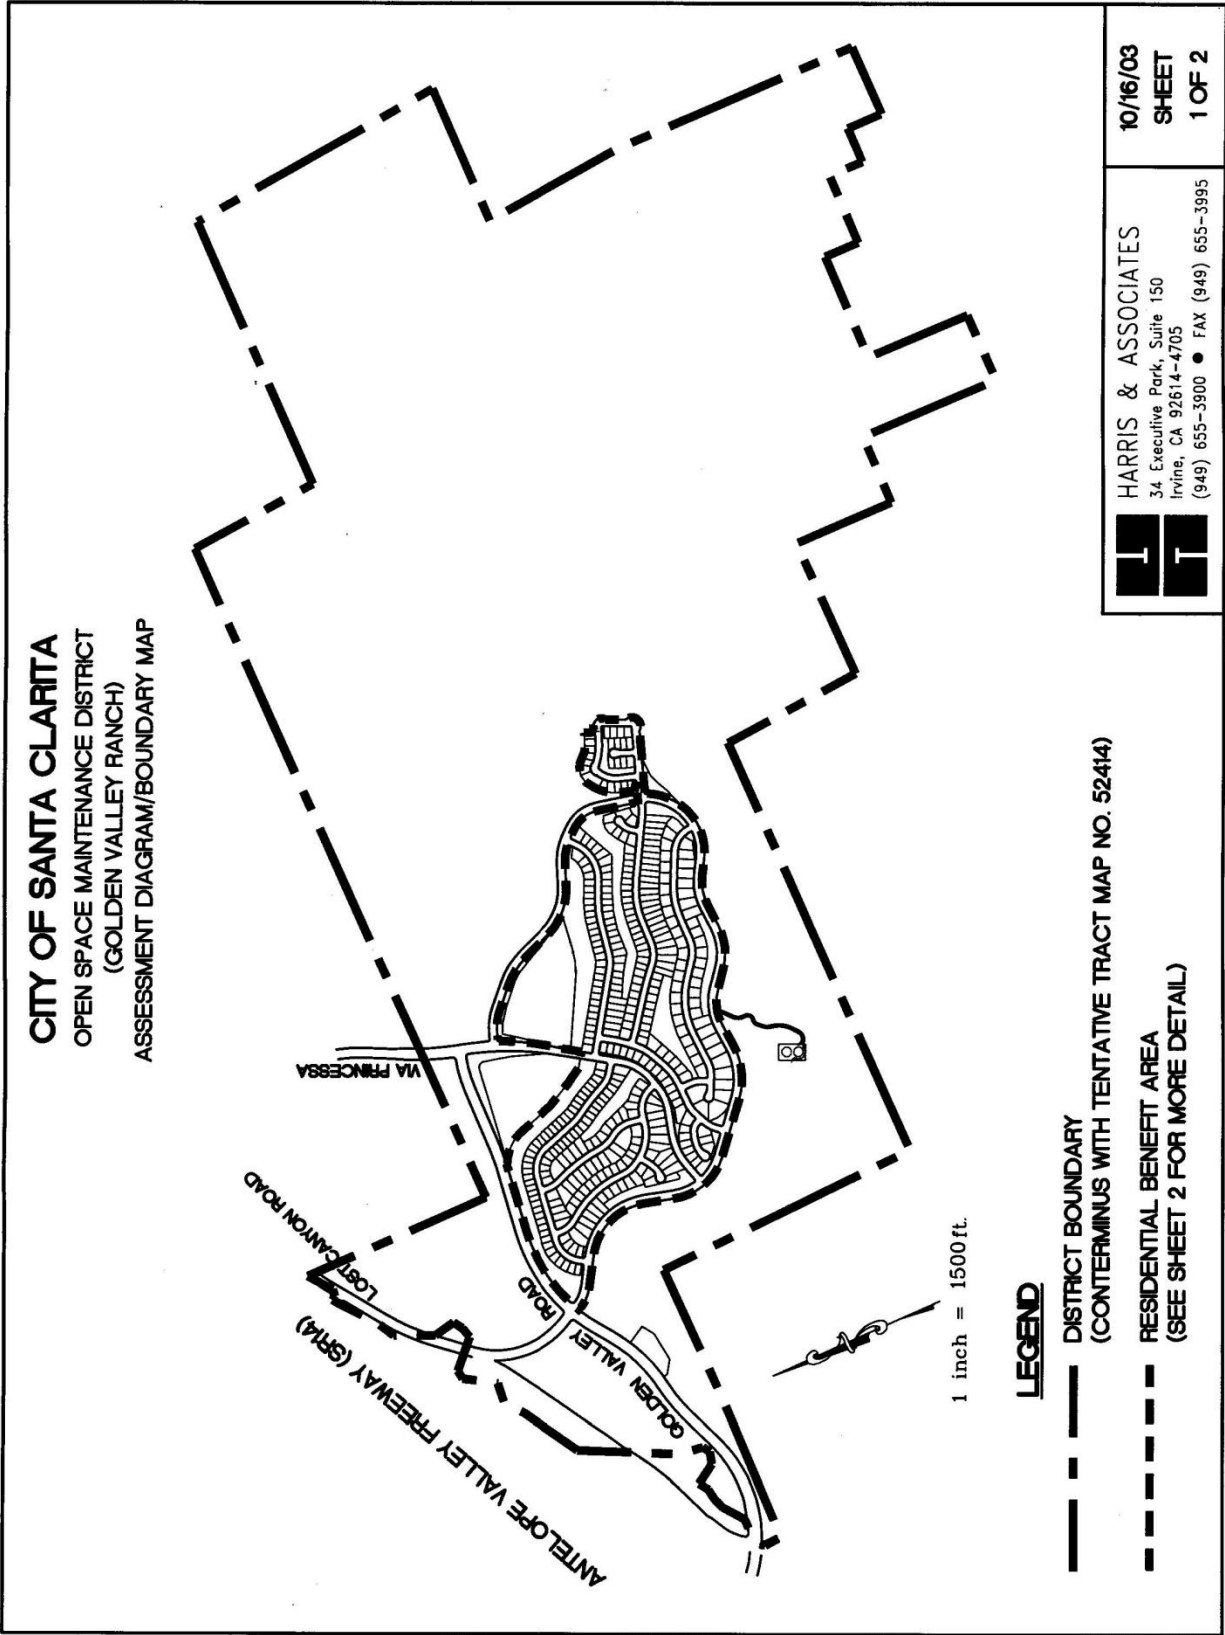 CITY OF SANTA CLARITA
OPEN SPACE MAINTENANCE DISTRICT
(GOLDEN VALLEY RANCH)
ASSESSMENT DIAGRAM/BOUNDARY MAP
VIA PRINCESSA
LOST CANYON ROAD
ANTELOPE VALLEY FREEWAY (SR14)
GOLDEN VALLEY
ROAD
1 inch = 1500ft.
LEGEND
DISTRICT BOUNDARY
(CONTERMINUS WITH TENTATIVE TRACT MAP NO. 52414)
RESIDENTIAL BENEFIT AREA
(SEE SHEET 2 FOR MORE DETAIL)
HARRIS & ASSOCIATES
34 Executive Park, Suite 150
Irvine, CA 92614-4705
(949) 655-3900 ● FAX (949) 655-3995
10/16/03
SHEET
1 OF 2